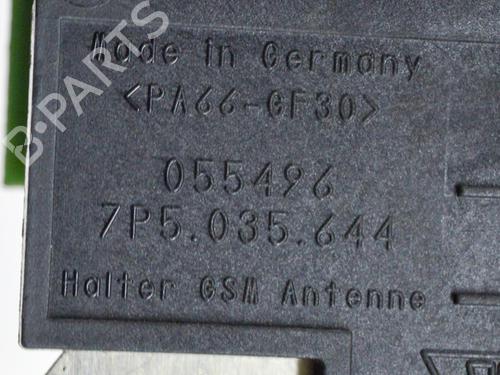 Made in Germany
<PA66-GF30>
055496
7P5.035.644
Halter GSM Antenne
B-PARTS